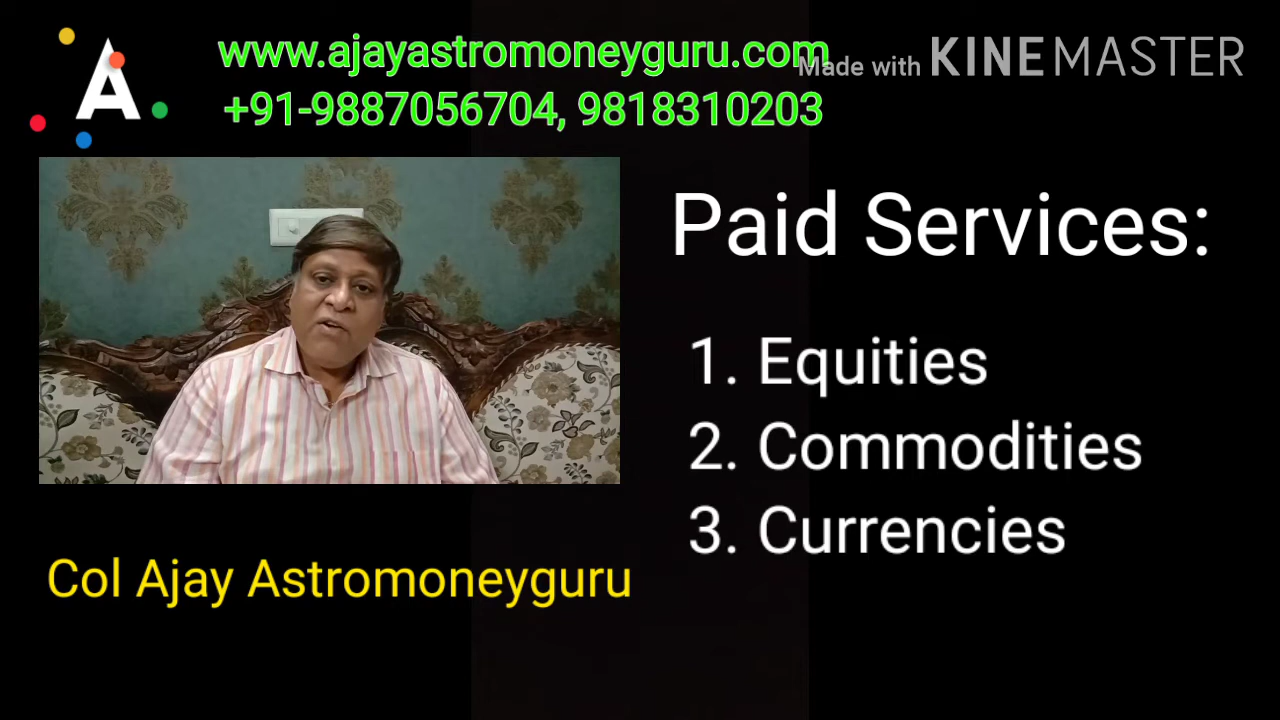 A
www.ajayastromoneyguru.com
Made with KINEMASTER
+91-9887056704, 9818310203
Paid Services:
1. Equities
2. Commodities
3. Currencies
Col Ajay Astromoneyguru